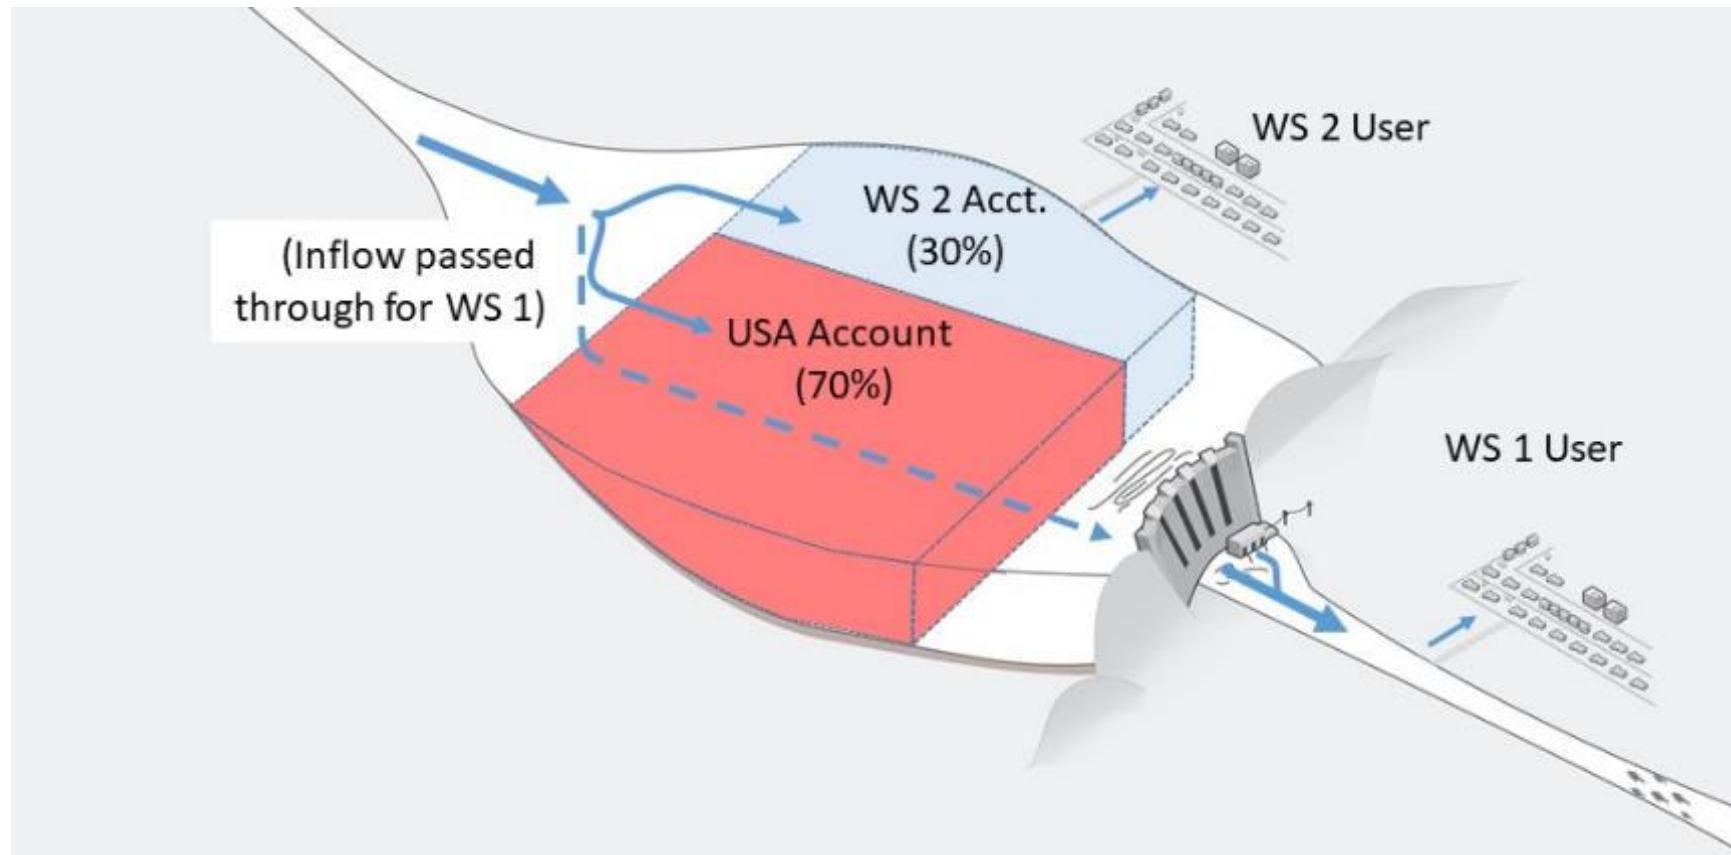 WS 2 User
WS 2 Acct.
(30%)
(Inflow passed
through for WS 1)
USA Account
(70%)
WS 1 User